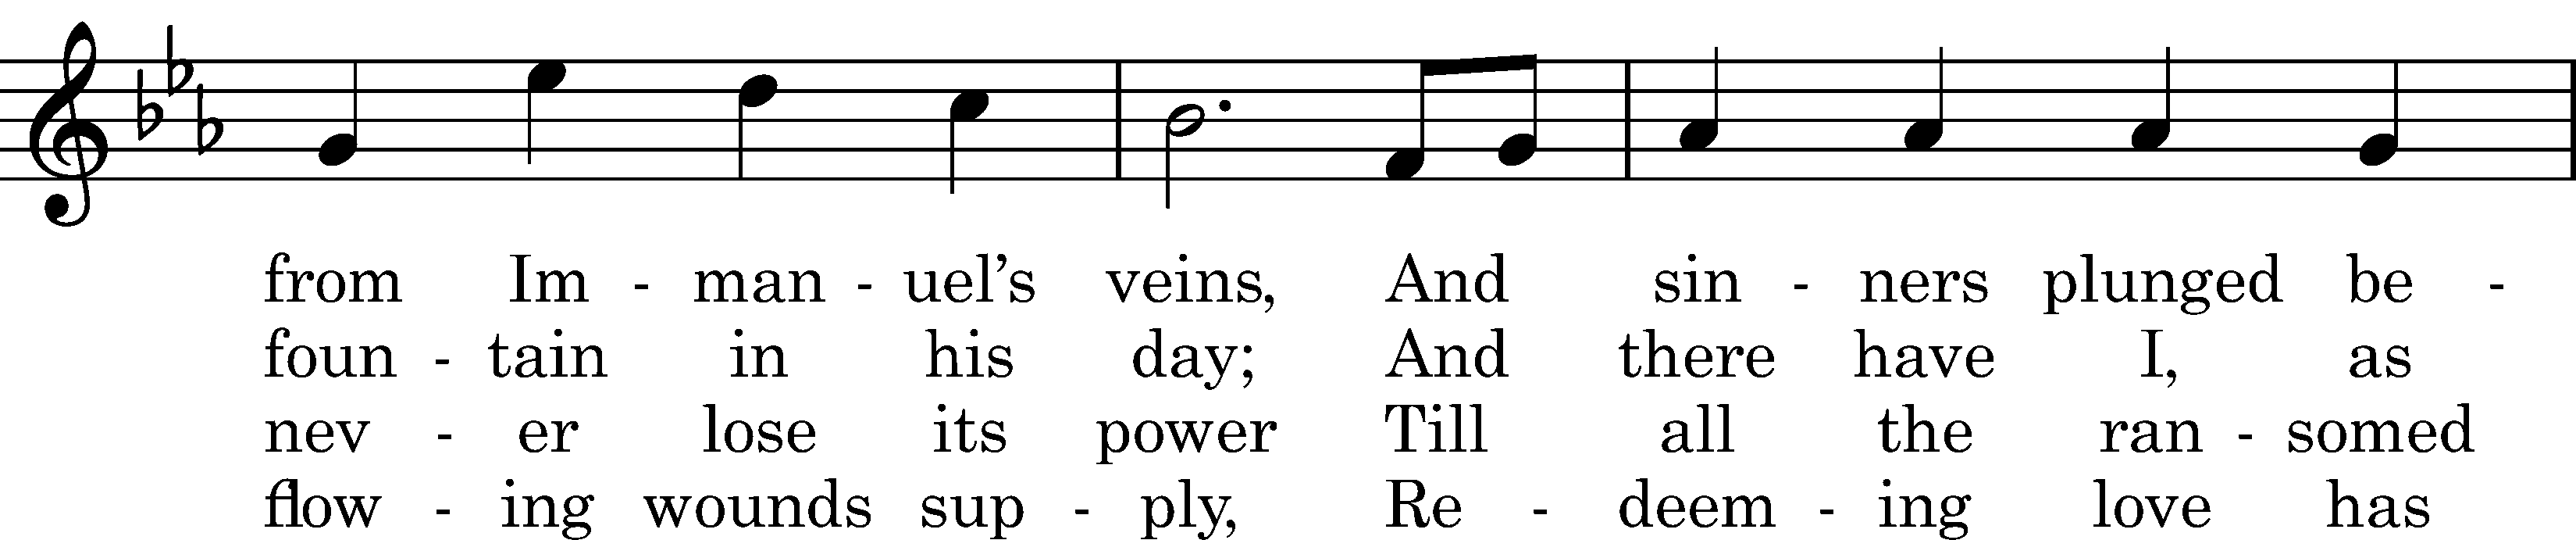 from Im - man - uel's veins, And sin - ners plunged be -
foun - tain in his day; And there have I, as
nev - er lose its power Till all the ran - somed
flow - ing wounds sup - ply, Re - deem - ing love has